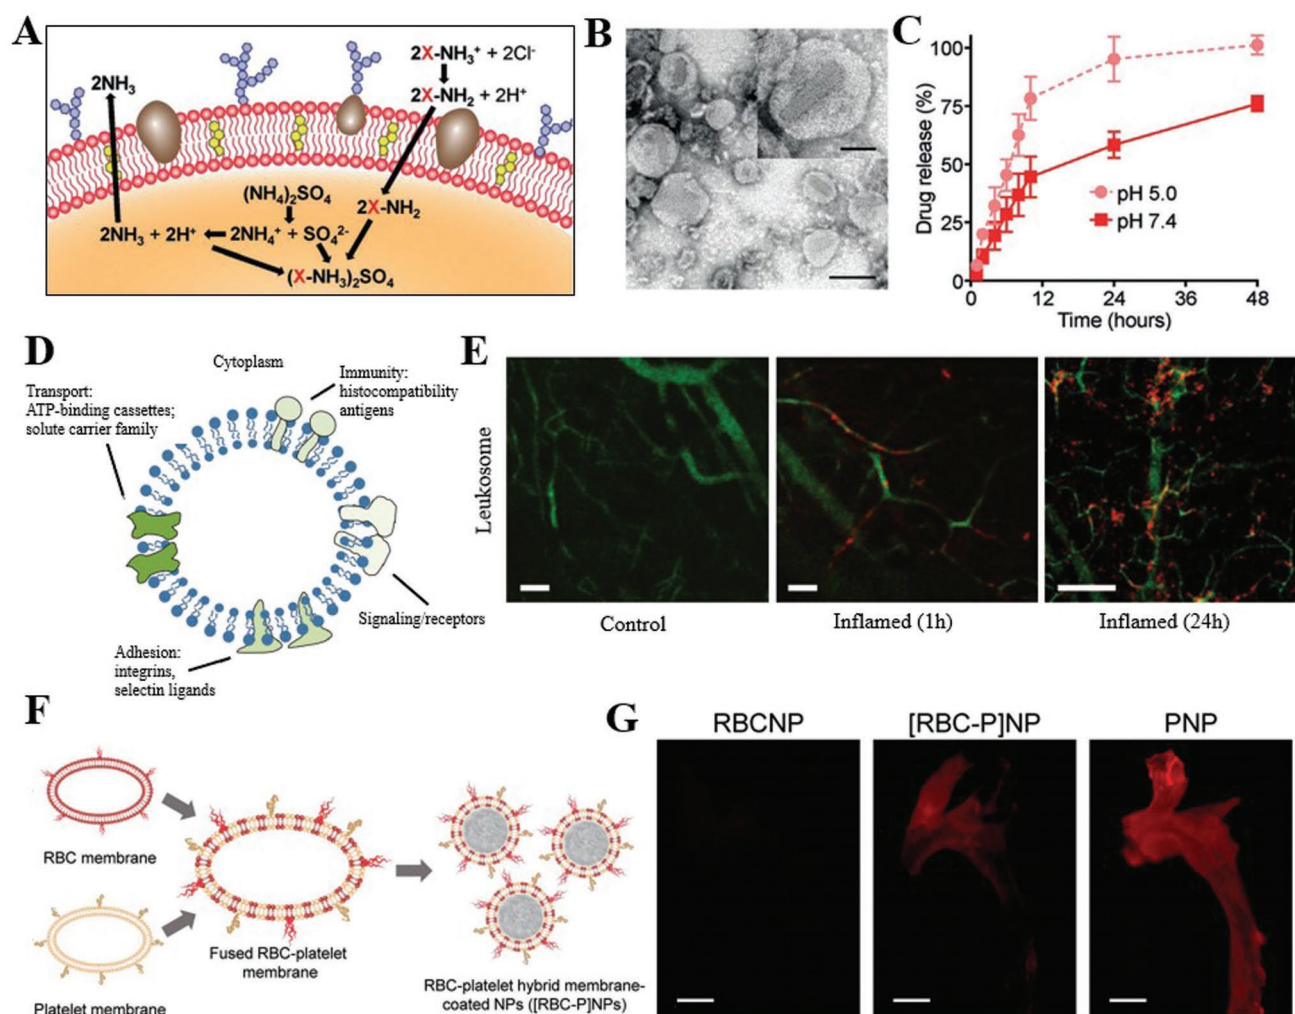 A
2NH₃
2X-NH₃⁺ + 2Cl⁻
2X-NH₂ + 2H⁺
(NH₄)₂SO₄
2X-NH₂
2NH₃ + 2H⁺
2NH₄⁺ + SO₄²⁻
(X-NH₃)₂SO₄
B
C
Drug release (%)
100
75
50
25
0
pH 5.0
pH 7.4
0
12
24
36
48
Time (hours)
D
Cytoplasm
Transport:
ATP-binding cassettes;
solute carrier family
Immunity:
histocompatibility
antigens
Signaling/receptors
Adhesion:
integrins,
selectin ligands
E
Leukosome
Control
Inflamed (1h)
Inflamed (24h)
F
RBC membrane
Platelet membrane
Fused RBC-platelet
membrane
RBC-platelet hybrid membrane-
coated NPs ([RBC-P]NPs)
G
RBCNP
[RBC-P]NP
PNP